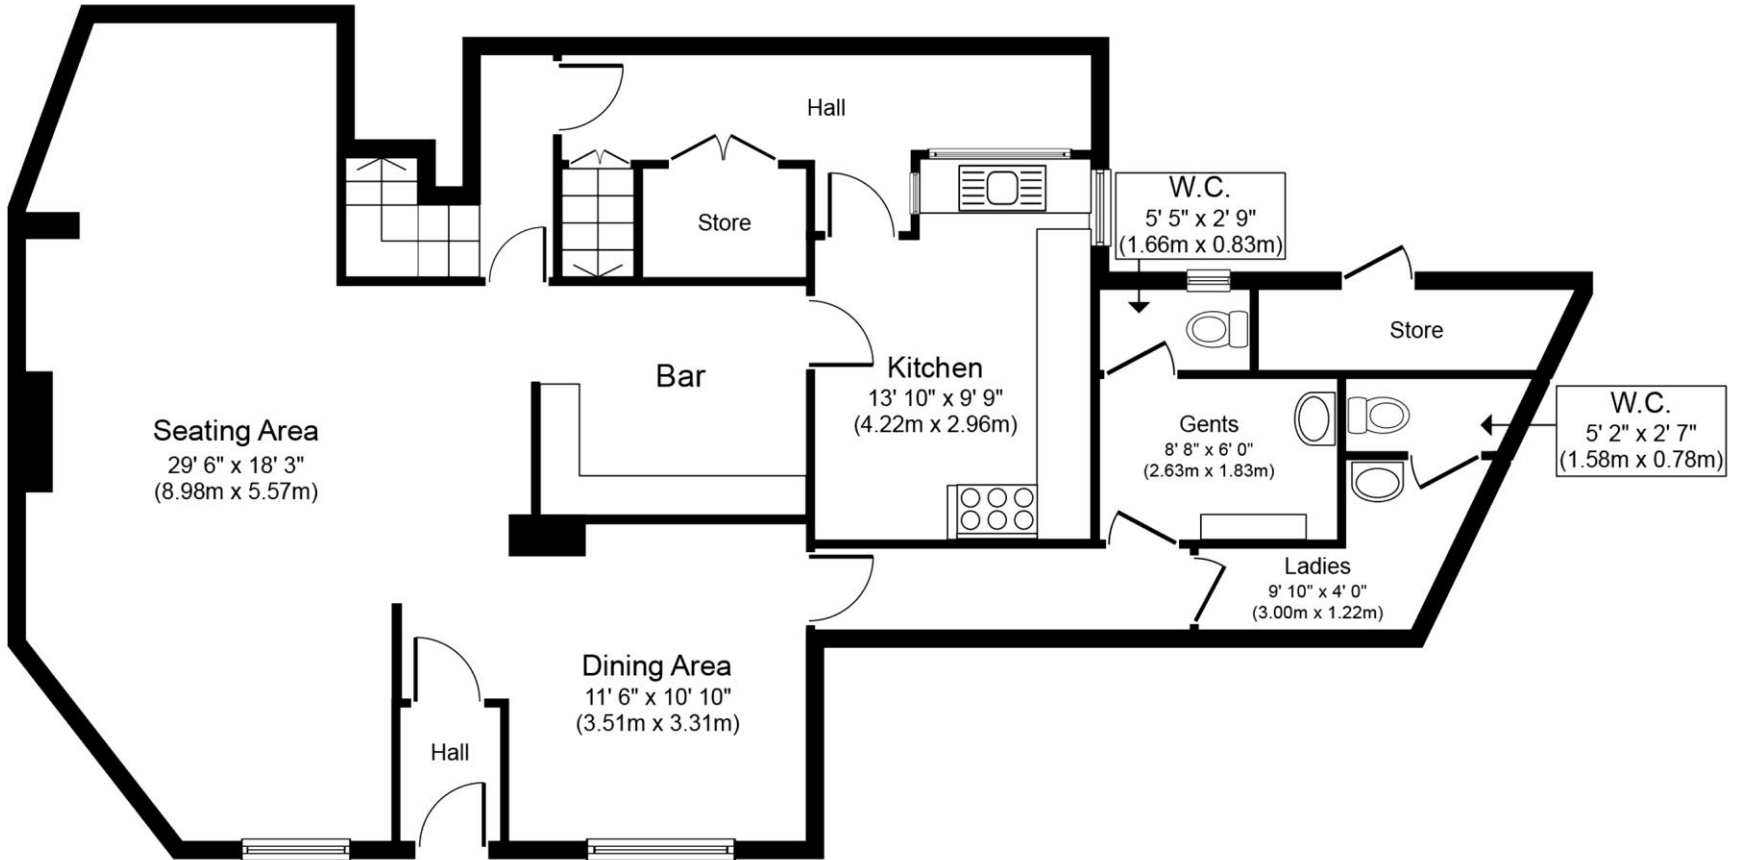 Hall
W.C.
5' 5" x 2' 9"
(1.66m x 0.83m)
Store
Store
Kitchen
13' 10" x 9' 9"
(4.22m x 2.96m)
Bar
Seating Area
29' 6" x 18' 3"
(8.98m x 5.57m)
Gents
8' 8" x 6' 0"
(2.63m x 1.83m)
W.C.
5' 2" x 2' 7"
(1.58m x 0.78m)
Ladies
9' 10" x 4' 0"
(3.00m x 1.22m)
Dining Area
11' 6" x 10' 10"
(3.51m x 3.31m)
Hall